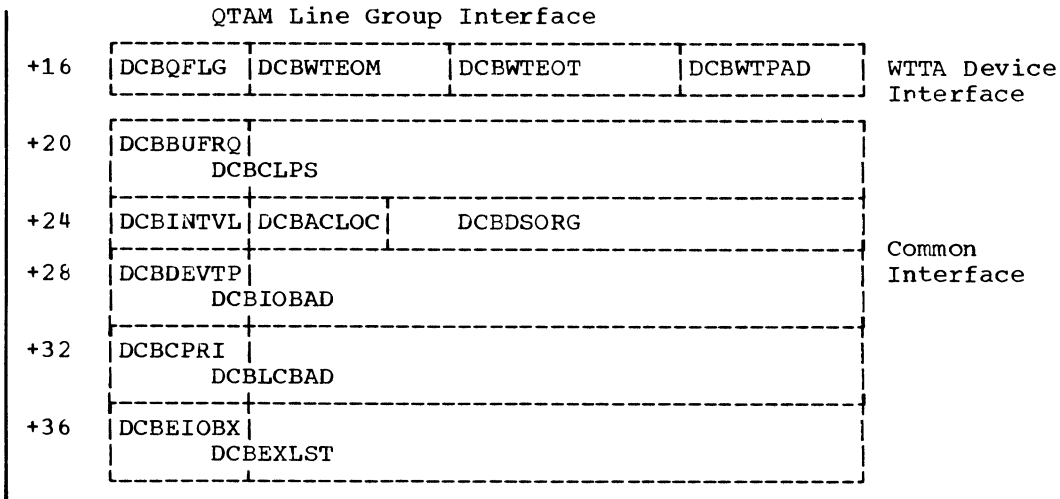 QTAM Line Group Interface
+16 DCBQFLG DCBWTEOM DCBWTEOT DCBWTPAD WTTA Device
Interface
+20 DCBBUFRQ
DCBCLPS
+24 DCBINTVL DCBACLOC DCBDSORG
Common
+28 DCBDEVTP Interface
DCBIOBAD
+32 DCBCPRI
DCBLCBAD
+36 DCBEIOBX
DCBEXLST